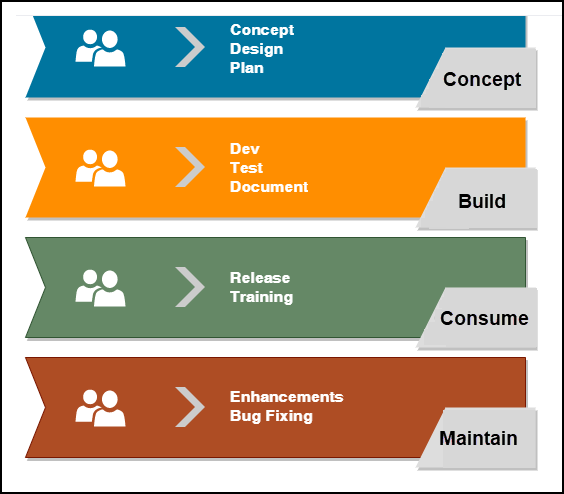 Concept
Design
Plan
Concept
Dev
Test
Document
Build
Release
Training
Consume
Enhancements
Bug Fixing
Maintain